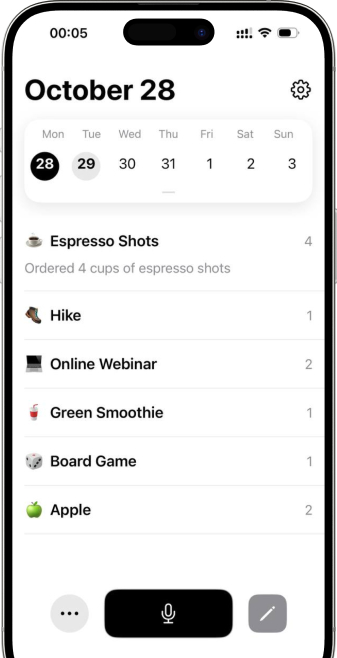 00:05
October 28
Mon Tue Wed Thu Fri Sat Sun
28 29 30 31 1 2 3
Espresso Shots 4
Ordered 4 cups of espresso shots
Hike 1
Online Webinar 2
Green Smoothie 1
Board Game 1
Apple 2